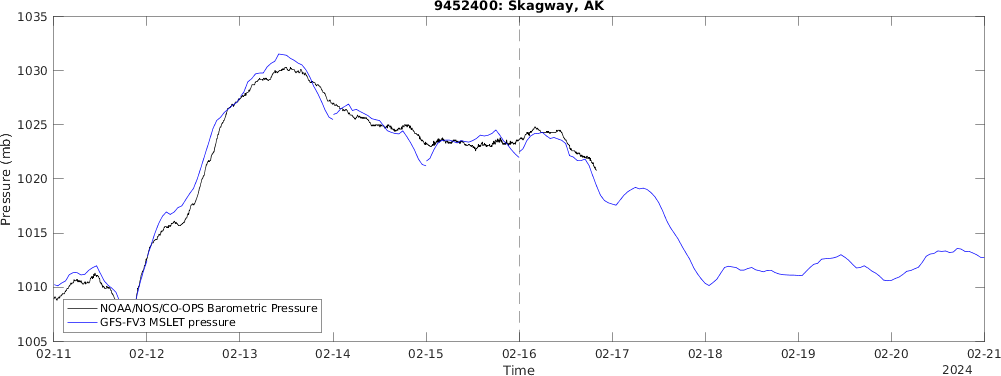 9452400: Skagway, AK
Pressure (mb)
1035
1030
1025
1020
1015
1010
1005
NOAA/NOS/CO-OPS Barometric Pressure
GFS-FV3 MSLET pressure
02-11 02-12 02-13 02-14 02-15 02-16 02-17 02-18 02-19 02-20 02-21
Time
2024